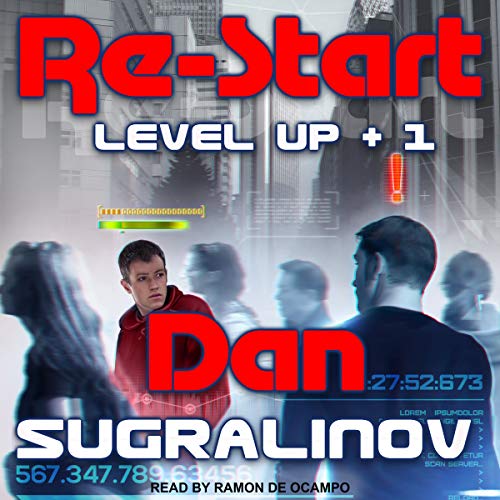 Re-Start
LEVEL UP + 1
!
Dan
:27:52:673
LOREM IPSUMDOLOR
SCAN SERVER...
SUGRALINOV
567.347.789.63456
READ BY RAMON DE OCAMPO